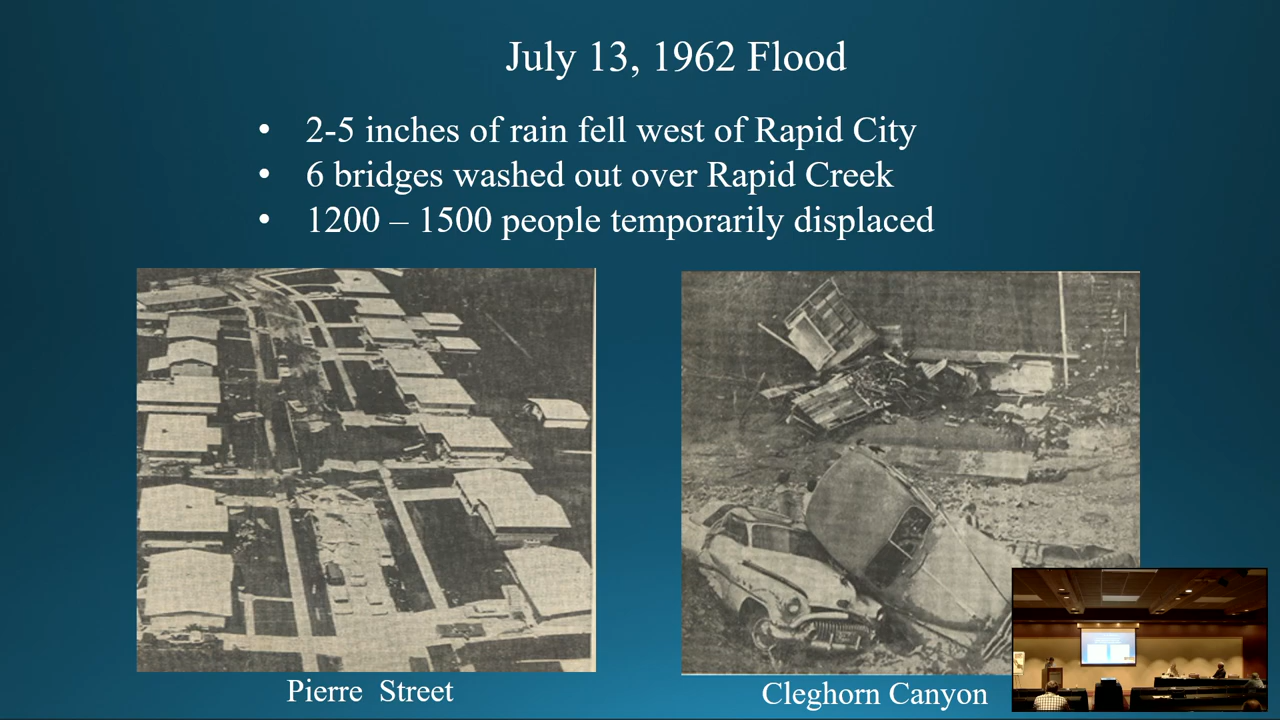 July 13, 1962 Flood
• 2-5 inches of rain fell west of Rapid City
• 6 bridges washed out over Rapid Creek
• 1200 – 1500 people temporarily displaced
Pierre Street
Cleghorn Canyon